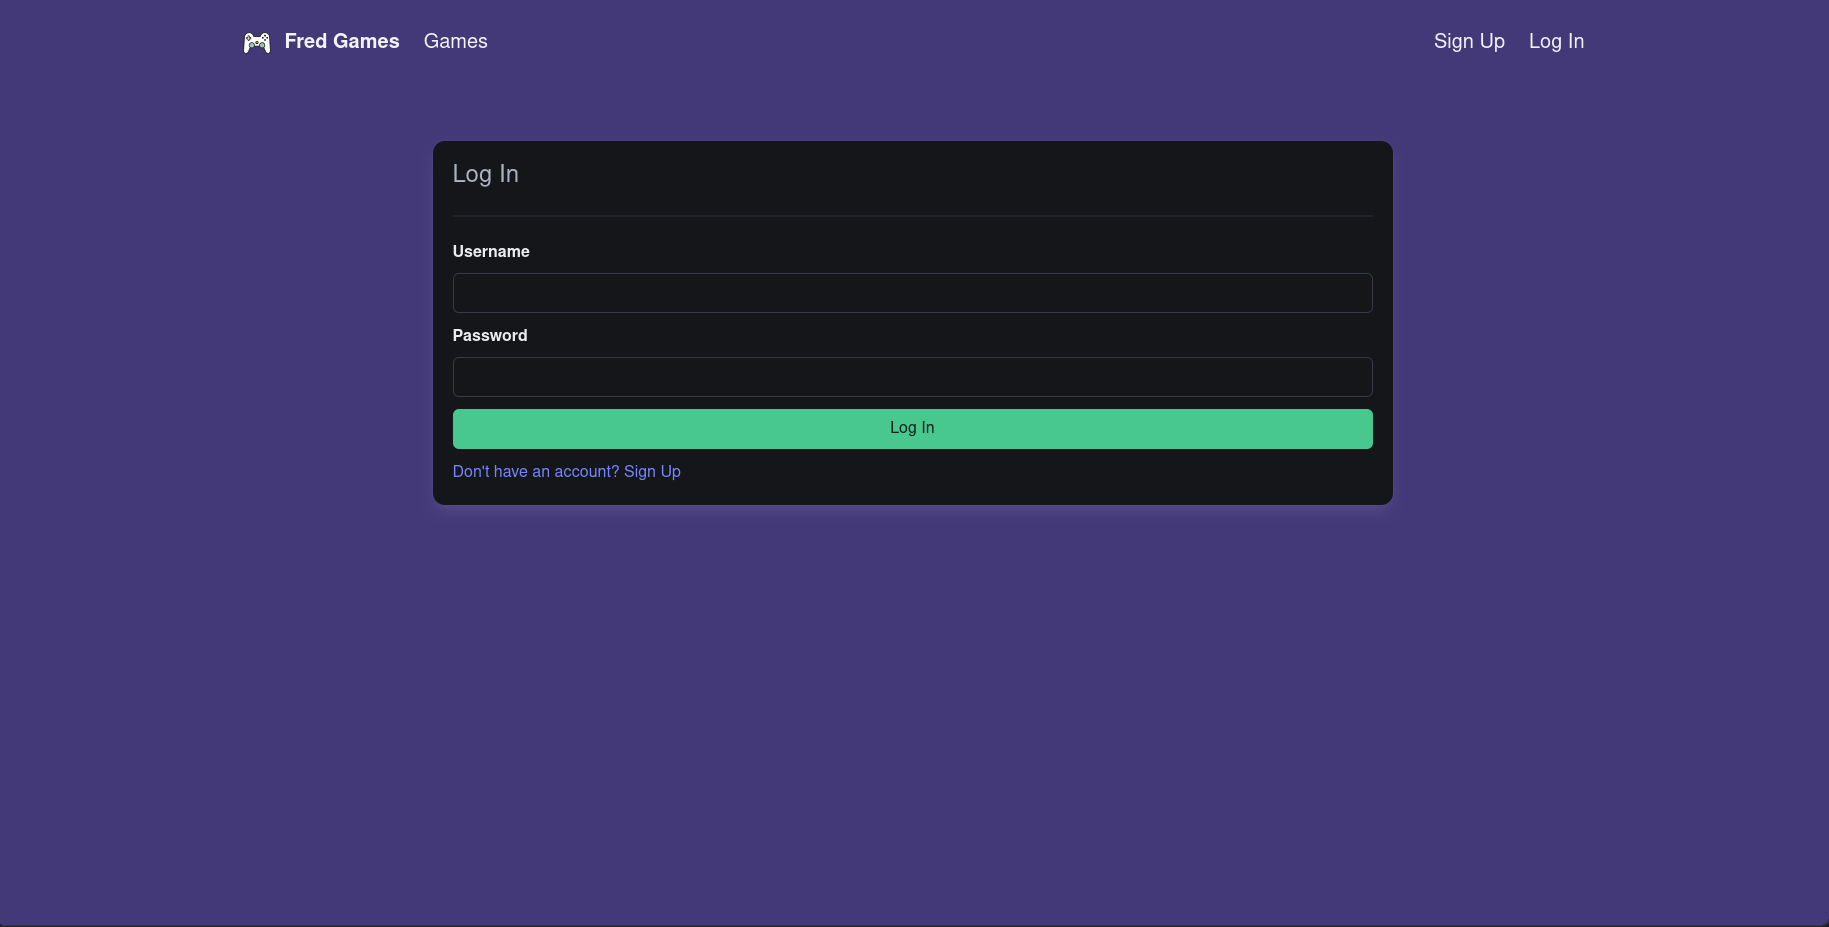 Fred Games Games Sign Up Log In
Log In
Username
Password
Log In
Don't have an account? Sign Up